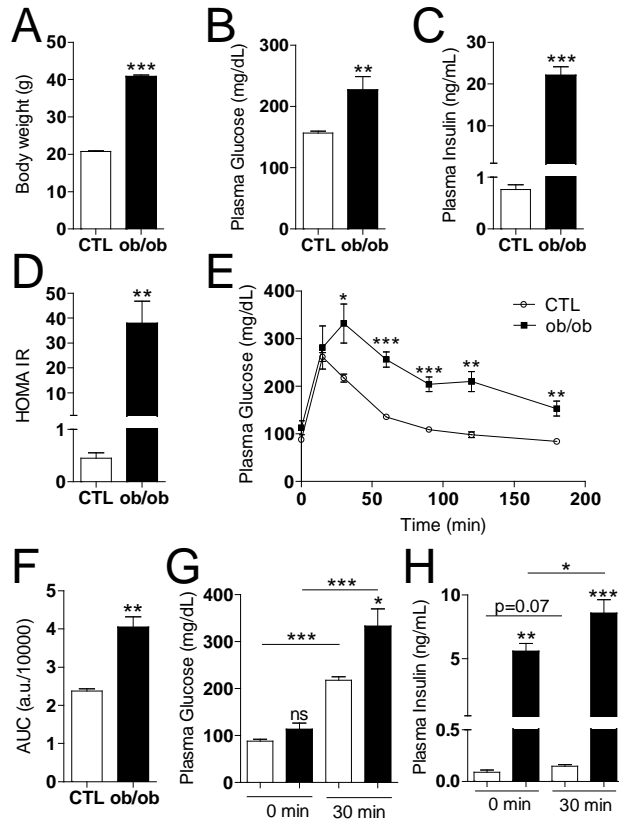 A
Body weight (g)
50
40
30
20
10
0
***
CTL ob/ob
B
Plasma Glucose (mg/dL)
300
200
100
0
**
CTL ob/ob
C
Plasma Insulin (ng/mL)
30
20
10
1
0
***
CTL ob/ob
D
HOMA IR
50
40
30
20
10
1
0
**
CTL ob/ob
E
Plasma Glucose (mg/dL)
400
300
200
100
0
*
***
***
**
**
CTL
ob/ob
0 50 100 150 200
Time (min)
F
AUC (a.u./10000)
5
4
3
2
1
0
**
CTL ob/ob
G
Plasma Glucose (mg/dL)
400
300
200
100
0
***
***
*
ns
0 min 30 min
H
Plasma Insulin (ng/mL)
10
5
0.5
0.0
*
p=0.07
***
**
0 min 30 min